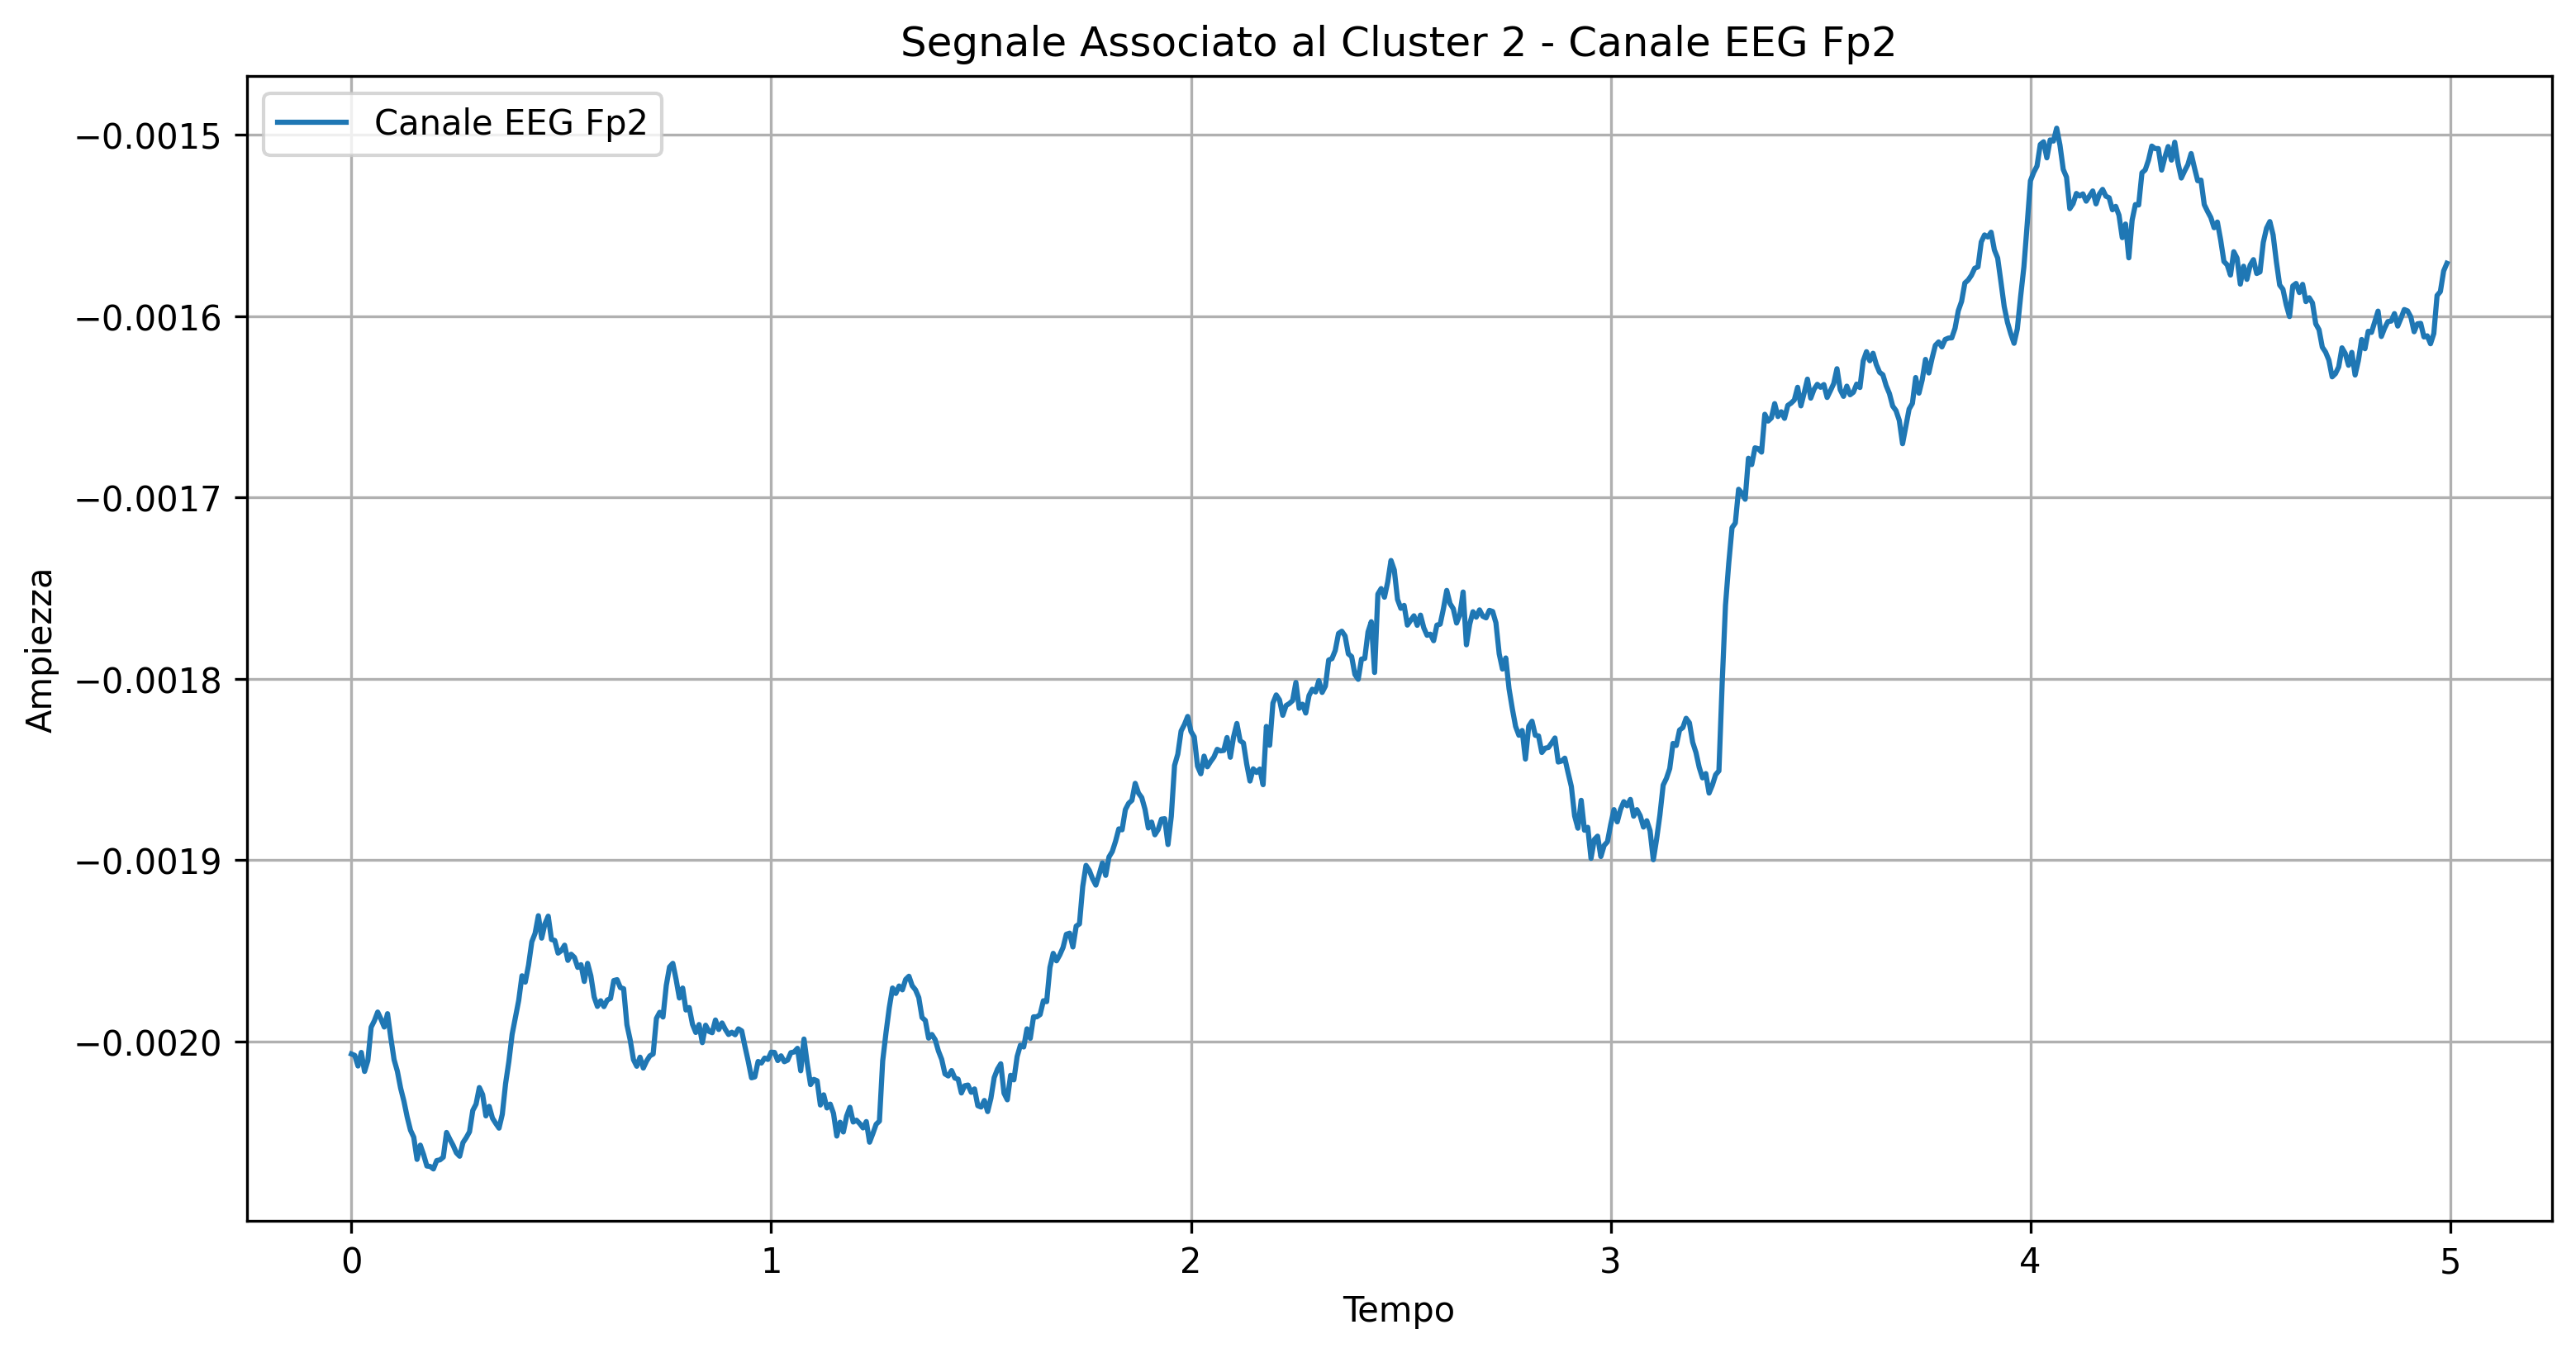 Segnale Associato al Cluster 2 - Canale EEG Fp2
Canale EEG Fp2
−0.0015
−0.0016
−0.0017
−0.0018
−0.0019
−0.0020
Ampiezza
0 1 2 3 4 5
Tempo